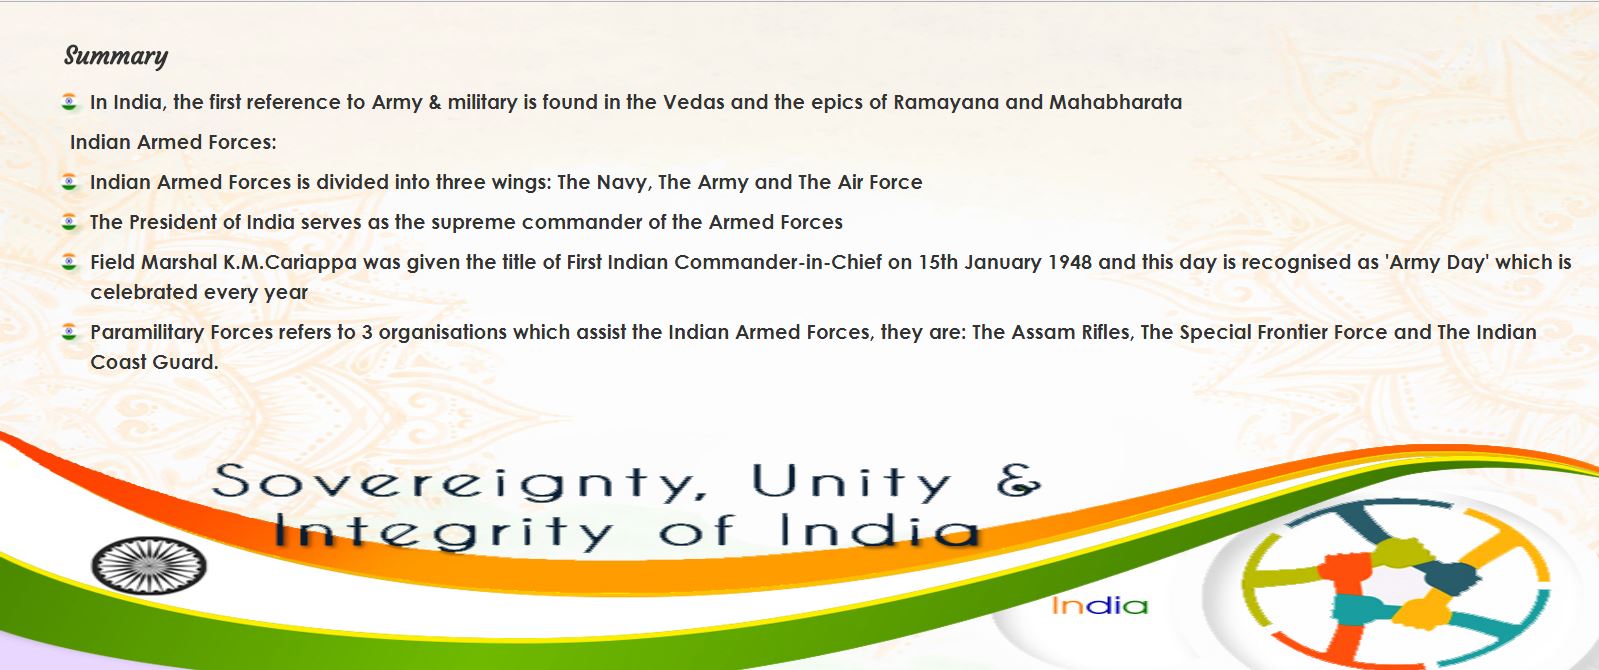 Summary
In India, the first reference to Army & military is found in the Vedas and the epics of Ramayana and Mahabharata
Indian Armed Forces:
Indian Armed Forces is divided into three wings: The Navy, The Army and The Air Force
The President of India serves as the supreme commander of the Armed Forces
Field Marshal K.M.Cariappa was given the title of First Indian Commander-in-Chief on 15th January 1948 and this day is recognised as 'Army Day' which is
celebrated every year
Paramilitary Forces refers to 3 organisations which assist the Indian Armed Forces, they are: The Assam Rifles, The Special Frontier Force and The Indian
Coast Guard.
Sovereignty, Unity &
Integrity of India
India